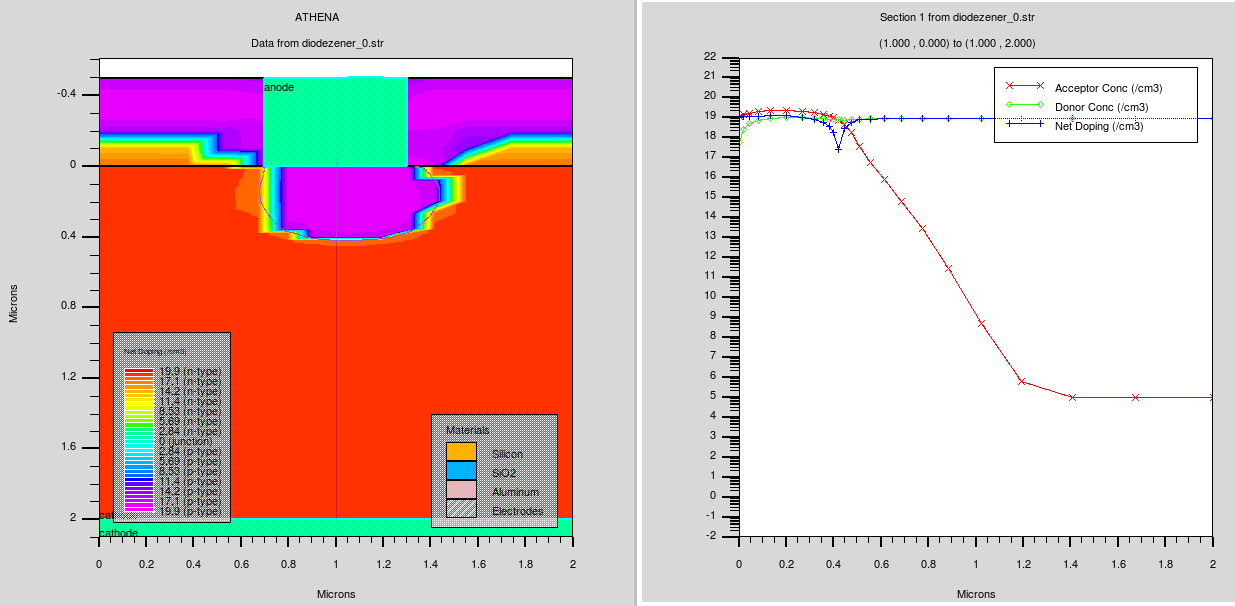 ATHENA
Data from diodezener_0.str
anode
-0.4
0
0.4
0.8
1.2
1.6
2
Microns
Net Doping (/cm3)
19.9 (n-type)
17.1 (n-type)
14.2 (n-type)
11.4 (n-type)
8.53 (n-type)
5.69 (n-type)
2.84 (n-type)
0 (junction)
2.84 (p-type)
5.69 (p-type)
8.53 (p-type)
11.4 (p-type)
14.2 (p-type)
17.1 (p-type)
19.9 (p-type)
Materials
Silicon
SiO2
Aluminum
Electrodes
cat
cathode
0 0.2 0.4 0.6 0.8 1 1.2 1.4 1.6 1.8 2
Microns
Section 1 from diodezener_0.str
(1.000 , 0.000) to (1.000 , 2.000)
Acceptor Conc (/cm3)
Donor Conc (/cm3)
Net Doping (/cm3)
22
21
20
19
18
17
16
15
14
13
12
11
10
9
8
7
6
5
4
3
2
1
0
-1
-2
0 0.2 0.4 0.6 0.8 1 1.2 1.4 1.6 1.8 2
Microns